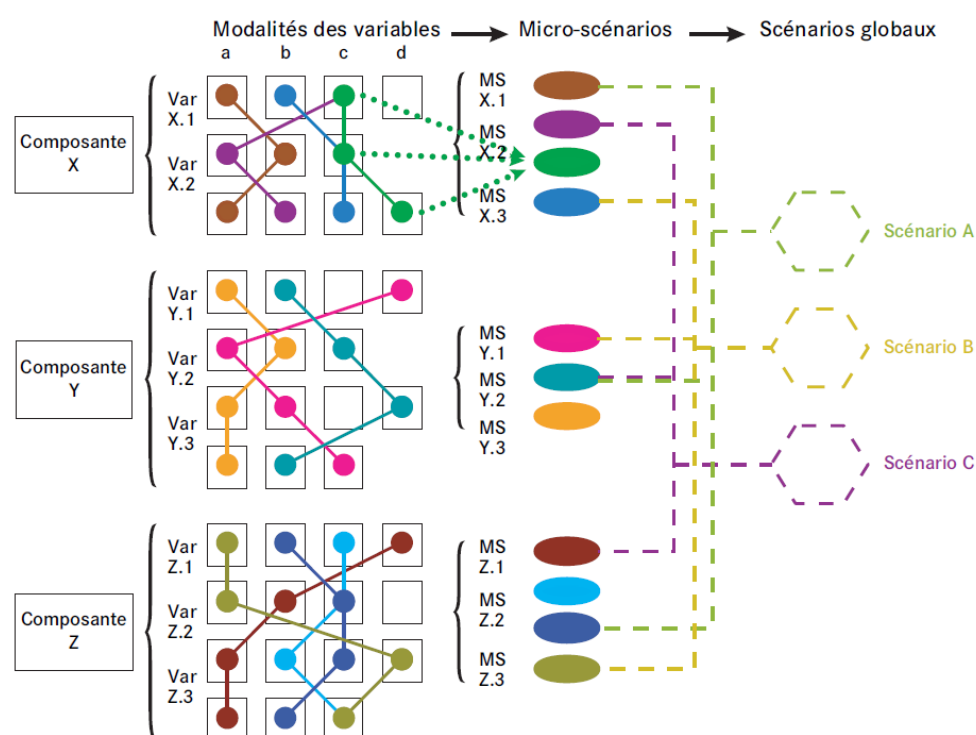 Modalités des variables
Micro-scénarios
Scénarios globaux
a b c d
Composante
X
Var
X.1
Var
X.2
MS
X.1
MS
X.2
MS
X.3
Scénario A
Composante
Y
Var
Y.1
Var
Y.2
Var
Y.3
MS
Y.1
MS
Y.2
MS
Y.3
Scénario B
Scénario C
Composante
Z
Var
Z.1
Var
Z.2
Var
Z.3
MS
Z.1
MS
Z.2
MS
Z.3